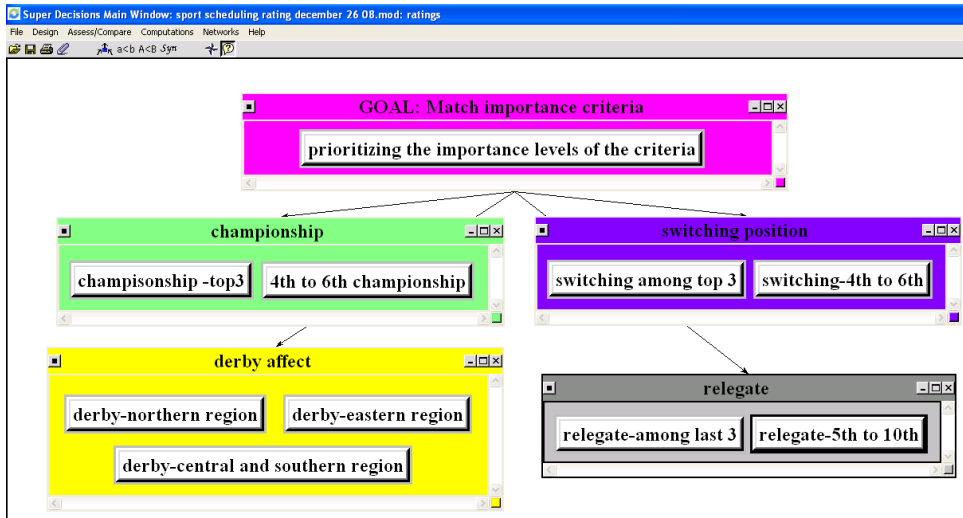 Super Decisions Main Window: sport scheduling rating december 26 08.mod: ratings
File Design Assess/Compare Computations Networks Help
a<b A<B Syn
GOAL: Match importance criteria
prioritizing the importance levels of the criteria
championship
switching position
champisonship -top3 4th to 6th championship
switching among top 3 switching-4th to 6th
derby affect
relegate
derby-northern region derby-eastern region
relegate-among last 3 relegate-5th to 10th
derby-central and southern region